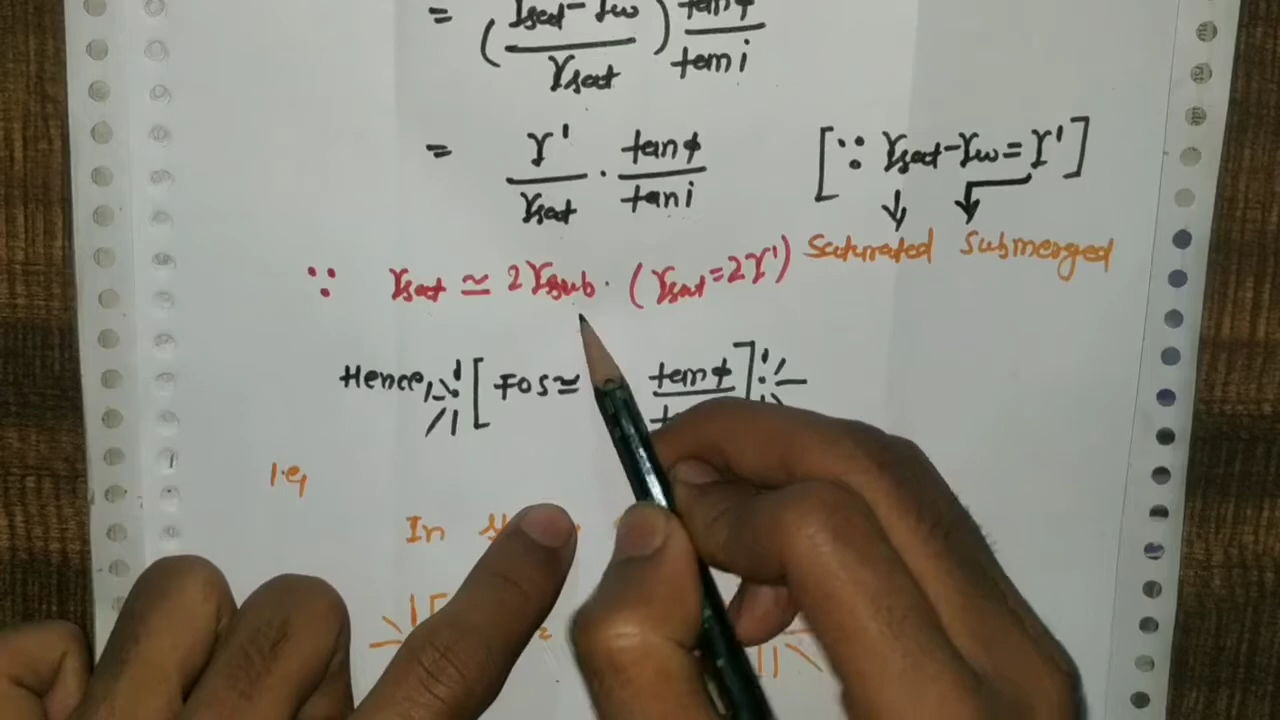 = (γsat-γw / γsat) tanϕ / tan i
= γ' / γsat . tanϕ / tan i [∵ γsat-γw=γ']
Saturated Submerged
∵ γsat ≃ 2γsub. (γsat=2γ')
Hence, [FOS≃ tanϕ
i.e,
In